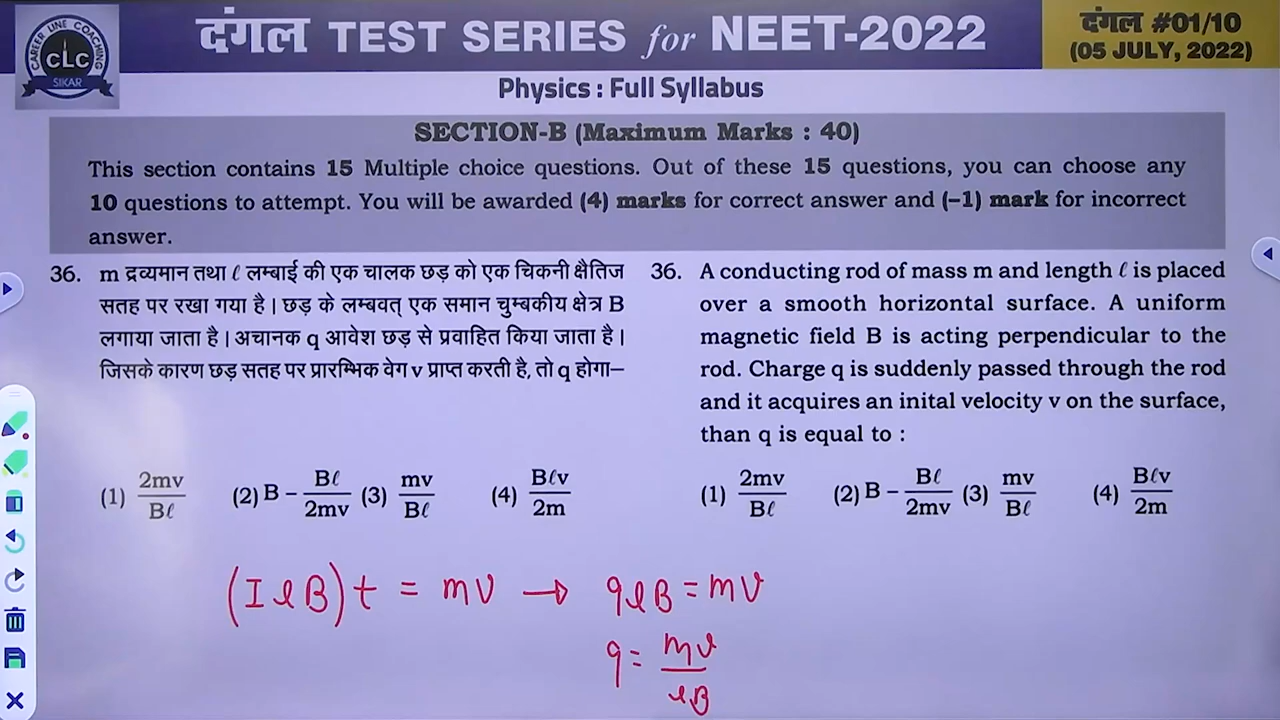 CAREER LINE COACHING
CLC
SIKAR
दंगल TEST SERIES for NEET-2022
दंगल #01/10
(05 JULY, 2022)
Physics : Full Syllabus
SECTION-B (Maximum Marks : 40)
This section contains 15 Multiple choice questions. Out of these 15 questions, you can choose any
10 questions to attempt. You will be awarded (4) marks for correct answer and (–1) mark for incorrect
answer.
36. m द्रव्यमान तथा ℓ लम्बाई की एक चालक छड़ को एक चिकनी क्षैतिज
सतह पर रखा गया है। छड़ के लम्बवत् एक समान चुम्बकीय क्षेत्र B
लगाया जाता है। अचानक q आवेश छड़ से प्रवाहित किया जाता है।
जिसके कारण छड़ सतह पर प्रारम्भिक वेग v प्राप्त करती है, तो q होगा–
(1) 2mv/Bℓ (2) B – Bℓ/2mv (3) mv/Bℓ (4) Bℓv/2m
36. A conducting rod of mass m and length ℓ is placed
over a smooth horizontal surface. A uniform
magnetic field B is acting perpendicular to the
rod. Charge q is suddenly passed through the rod
and it acquires an inital velocity v on the surface,
than q is equal to :
(1) 2mv/Bℓ (2) B – Bℓ/2mv (3) mv/Bℓ (4) Bℓv/2m
(IℓB)t = mv → qℓB = mv
q = mv/ℓB